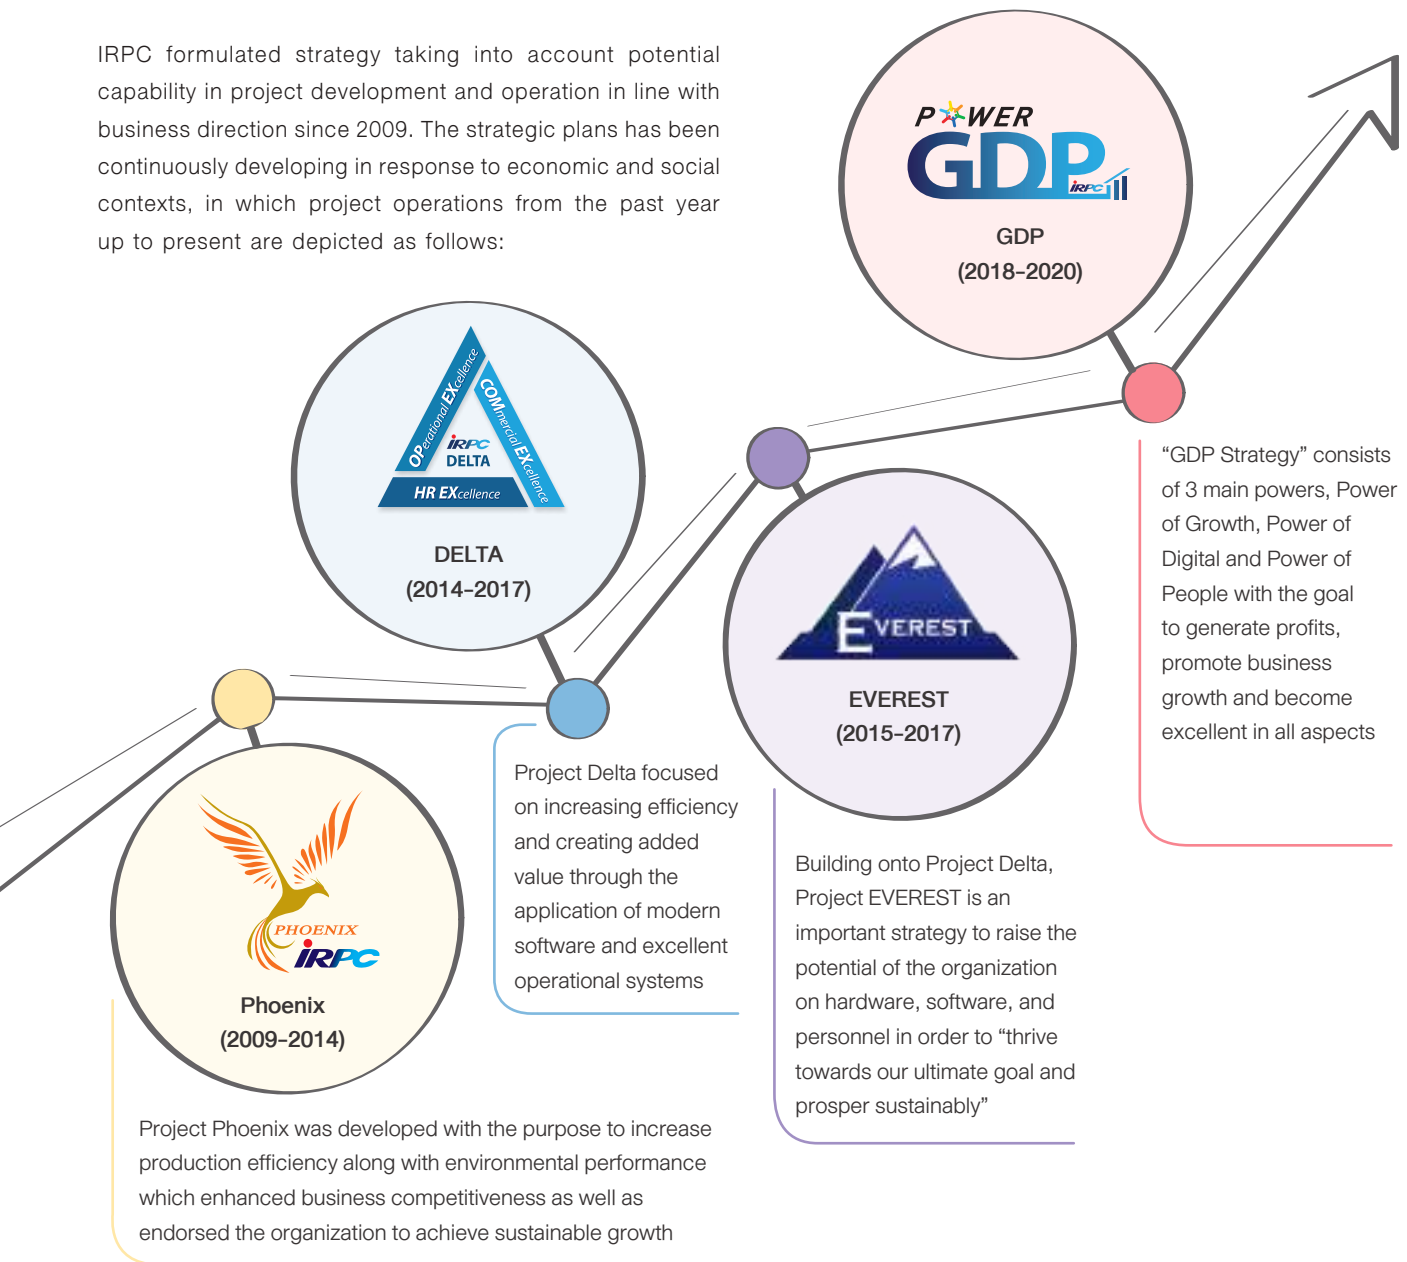 IRPC formulated strategy taking into account potential
capability in project development and operation in line with
business direction since 2009. The strategic plans has been
continuously developing in response to economic and social
contexts, in which project operations from the past year
up to present are depicted as follows:
POWER
GDP
IRPC
GDP
(2018-2020)
OPerational EXcellence
COMmercial EXcellence
IRPC
DELTA
HR EXcellence
DELTA
(2014-2017)
EVEREST
EVEREST
(2015-2017)
"GDP Strategy" consists
of 3 main powers, Power
of Growth, Power of
Digital and Power of
People with the goal
to generate profits,
promote business
growth and become
excellent in all aspects
PHOENIX
IRPC
Phoenix
(2009-2014)
Project Delta focused
on increasing efficiency
and creating added
value through the
application of modern
software and excellent
operational systems
Building onto Project Delta,
Project EVEREST is an
important strategy to raise the
potential of the organization
on hardware, software, and
personnel in order to "thrive
towards our ultimate goal and
prosper sustainably"
Project Phoenix was developed with the purpose to increase
production efficiency along with environmental performance
which enhanced business competitiveness as well as
endorsed the organization to achieve sustainable growth